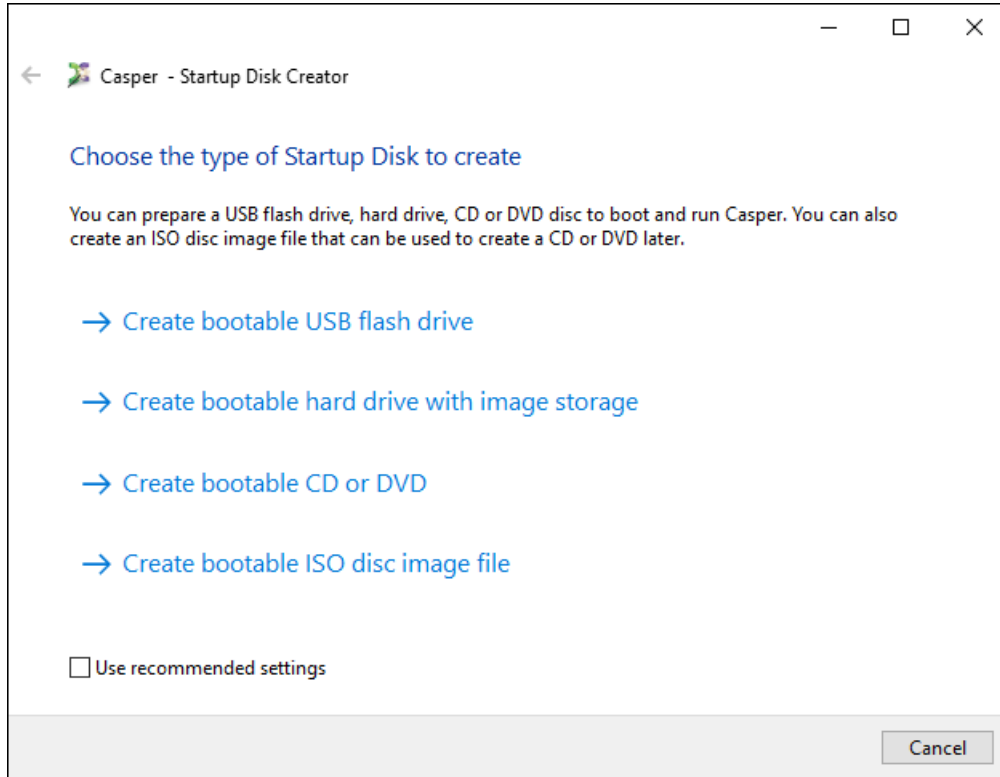 Casper - Startup Disk Creator
Choose the type of Startup Disk to create
You can prepare a USB flash drive, hard drive, CD or DVD disc to boot and run Casper. You can also
create an ISO disc image file that can be used to create a CD or DVD later.
Create bootable USB flash drive
Create bootable hard drive with image storage
Create bootable CD or DVD
Create bootable ISO disc image file
Use recommended settings
Cancel